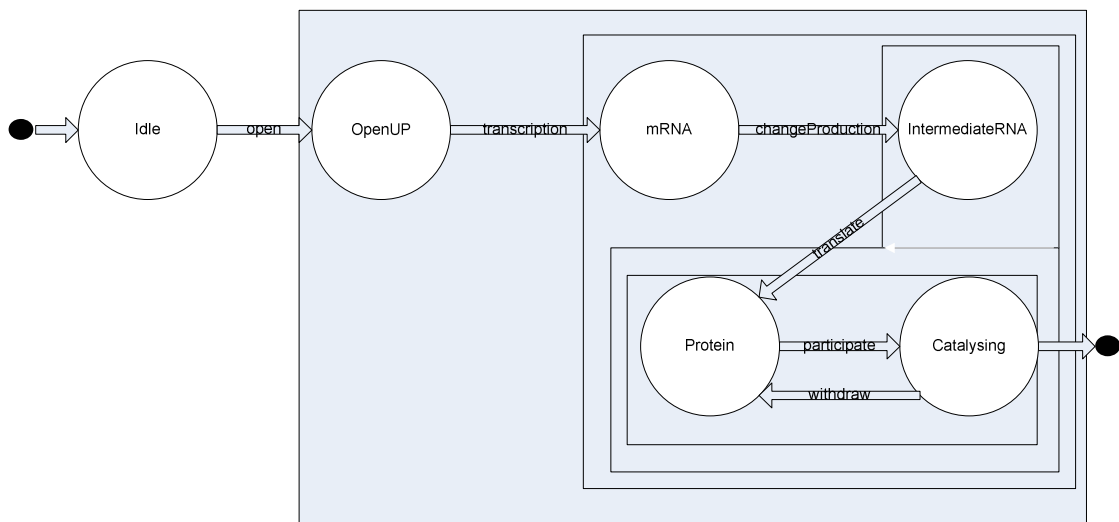 Idle
open
OpenUP
transcription
mRNA
changeProduction
IntermediateRNA
translate
Protein
participate
Catalysing
withdraw